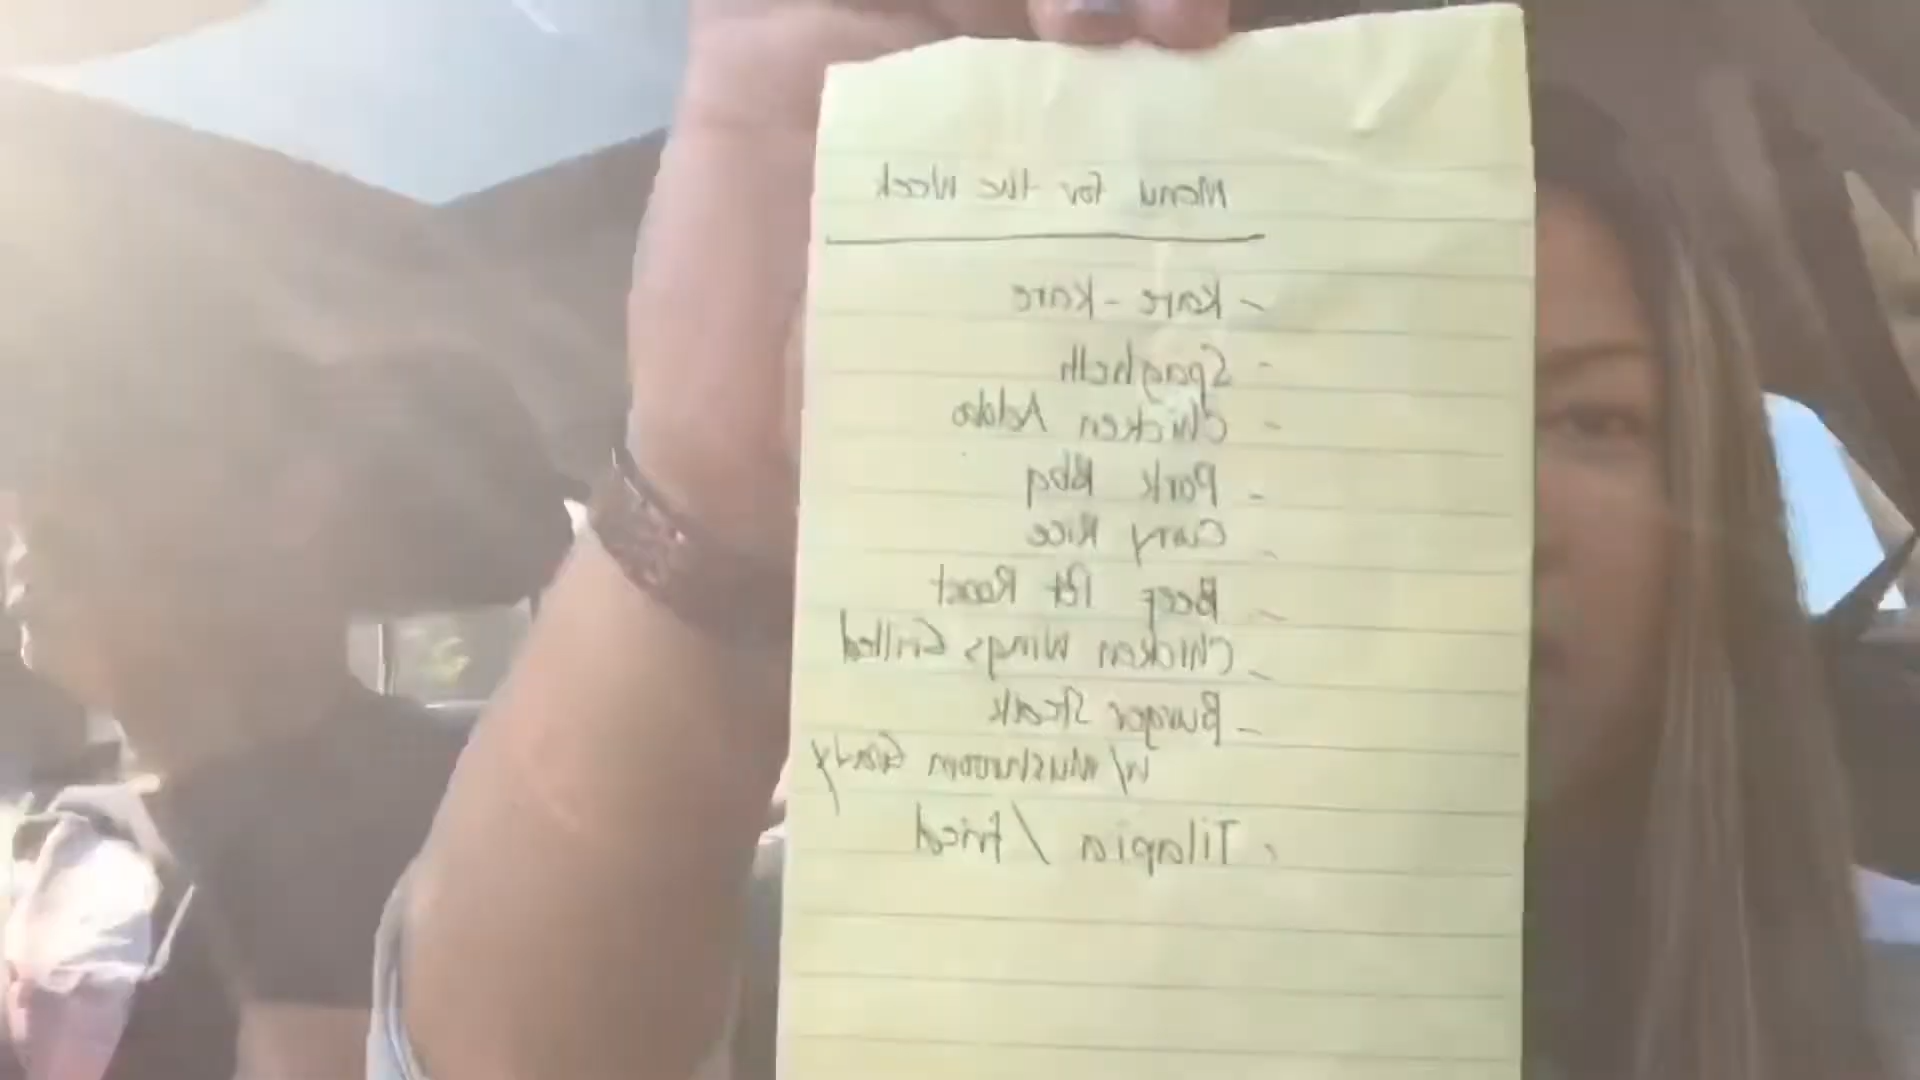 Menu for the Week
- Kare-Kare
- Spaghetti
- Chicken Adobo
- Pork Bbq
- Curry Rice
- Beef Pot Roast
- Chicken Wings Grilled
- Burger Steak
w/ Mushroom Gravy
- Tilapia / fried